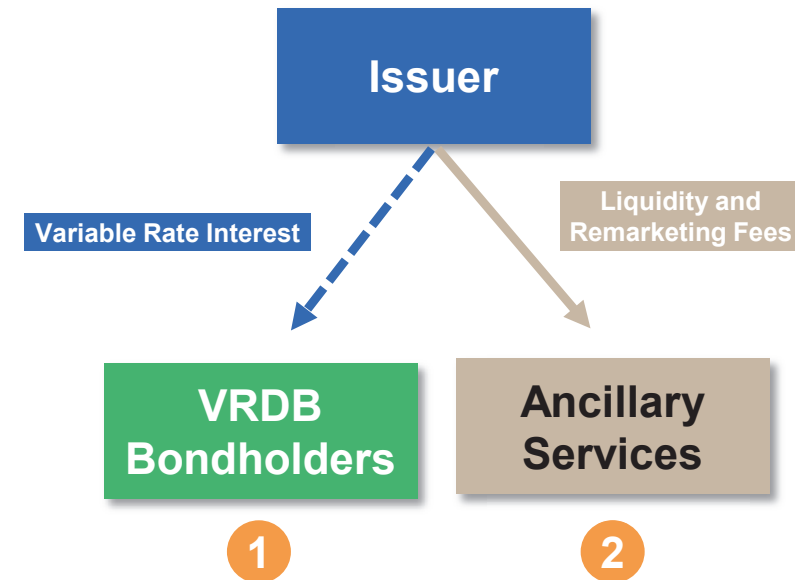 Issuer
Variable Rate Interest
Liquidity and
Remarketing Fees
VRDB
Bondholders
Ancillary
Services
1
2